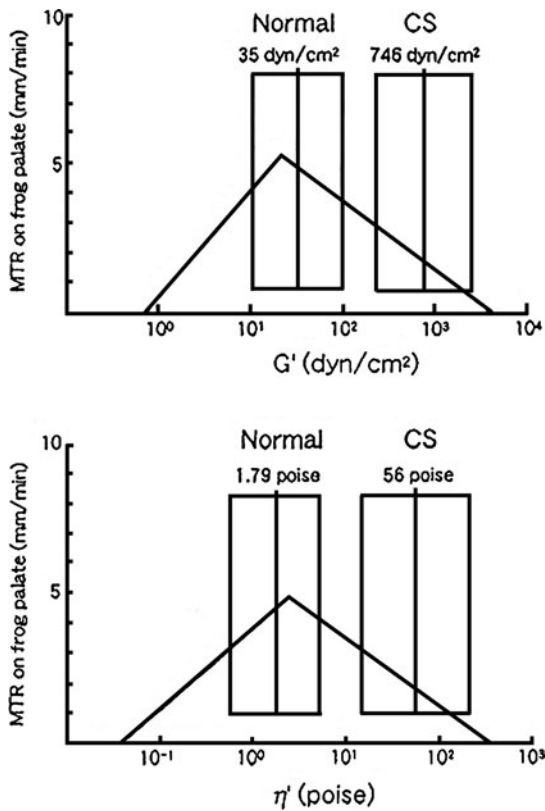 Normal CS
35 dyn/cm² 746 dyn/cm²
MTR on frog palate (mm/min)
10
5
10⁰ 10¹ 10² 10³ 10⁴
G' (dyn/cm²)
Normal CS
1.79 poise 56 poise
MTR on frog palate (mm/min)
10
5
10⁻¹ 10⁰ 10¹ 10² 10³
η' (poise)